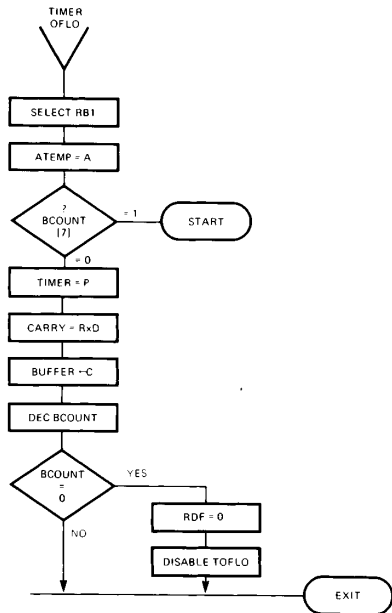 TIMER
OFLO
SELECT RB1
ATEMP = A
?
BCOUNT
[7]
= 1
START
= 0
TIMER = P
CARRY = RxD
BUFFER ←C
DEC BCOUNT
BCOUNT
=
0
YES
RDF = 0
NO
DISABLE TOFLO
EXIT